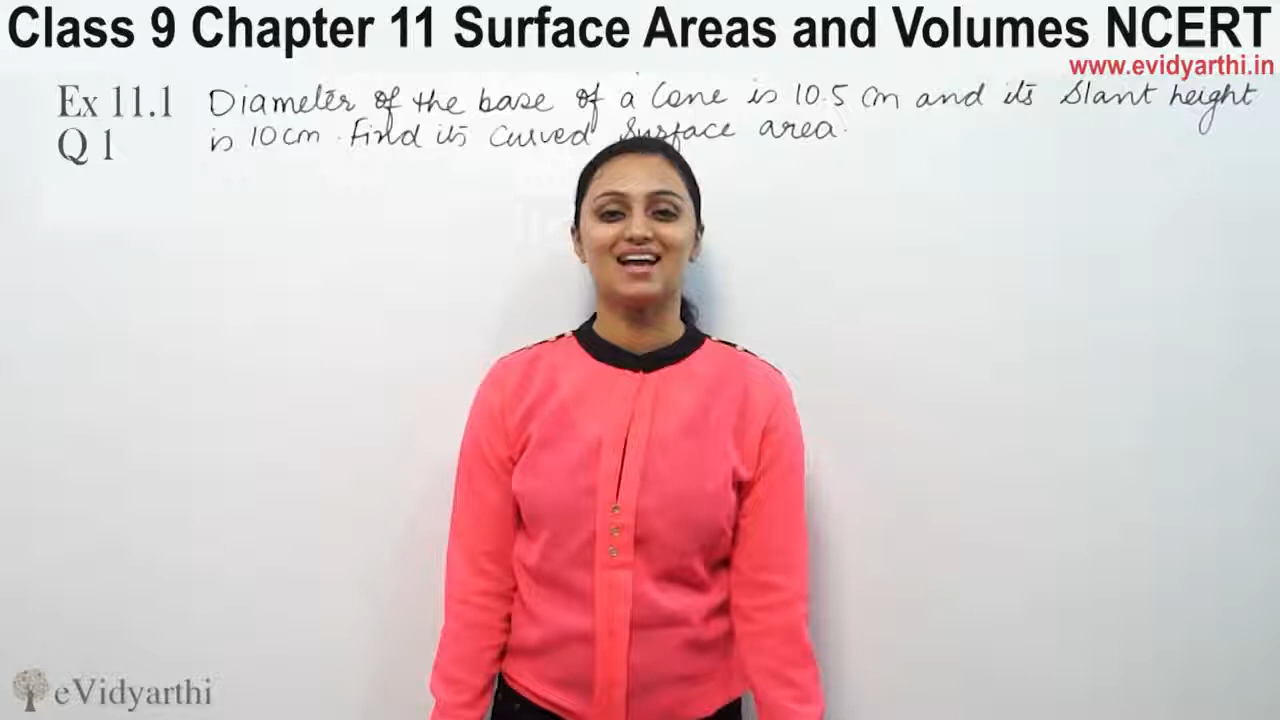 Class 9 Chapter 11 Surface Areas and Volumes NCERT
www.evidyarthi.in
Ex 11.1 Diameter of the base of a Cone is 10.5 cm and its Slant height
Q 1 is 10cm. Find its Curved Surface area.
eVidyarthi